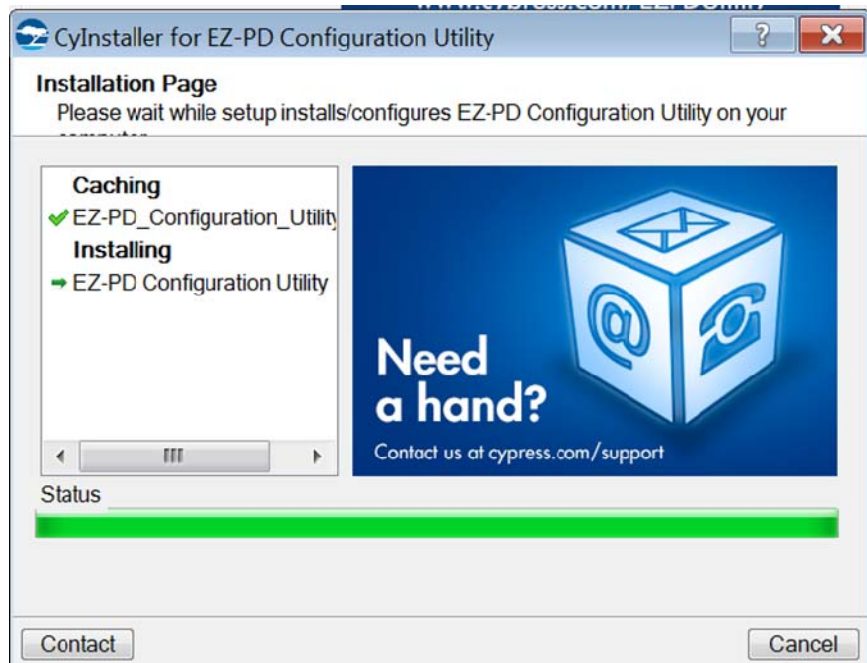 CyInstaller for EZ-PD Configuration Utility
?
Installation Page
Please wait while setup installs/configures EZ-PD Configuration Utility on your
Caching
EZ-PD_Configuration_Utility
Installing
EZ-PD Configuration Utility
Need
a hand?
Contact us at cypress.com/support
@
Status
Contact
Cancel